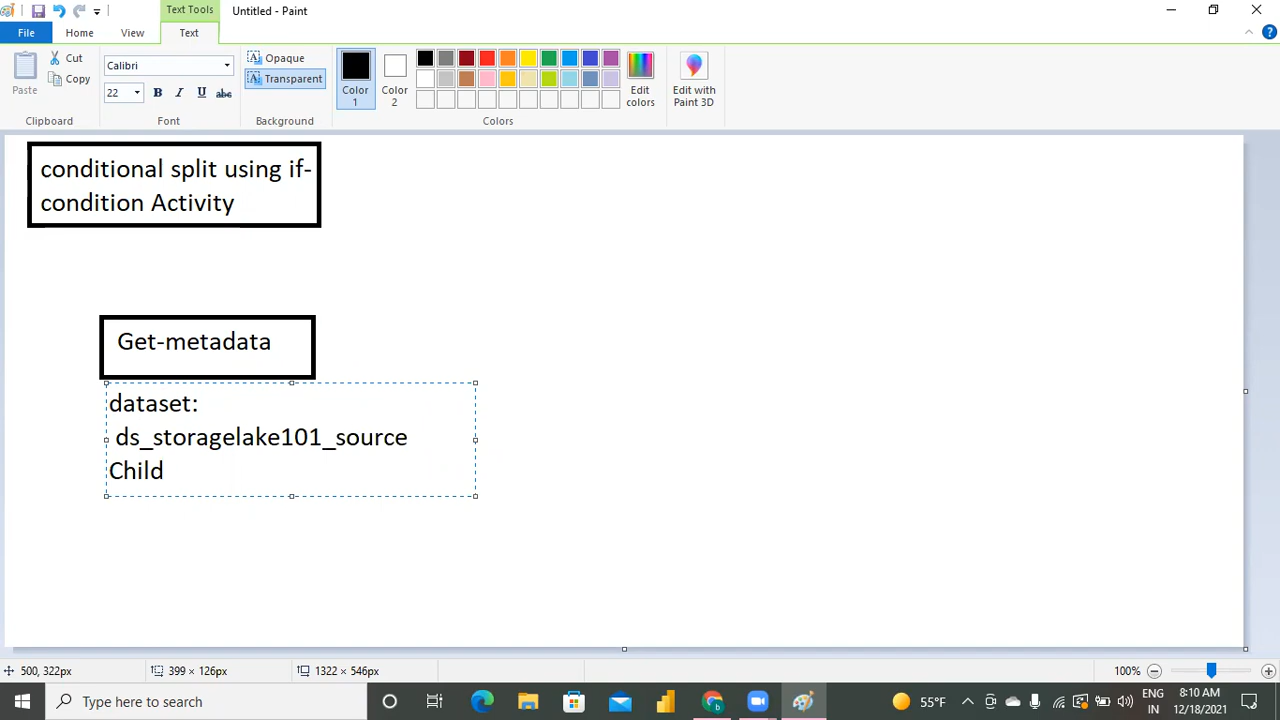 Text Tools
Untitled - Paint
File
Home
View
Text
Paste
Cut
Copy
Clipboard
Calibri
22
B I U abc
Font
Opaque
Transparent
Background
Color 1
Color 2
Edit colors
Colors
Edit with Paint 3D
conditional split using if-
condition Activity
Get-metadata
dataset:
ds_storagelake101_source
Child
500, 322px
399 × 126px
1322 × 546px
100%
Type here to search
55°F
ENG
IN
8:10 AM
12/18/2021